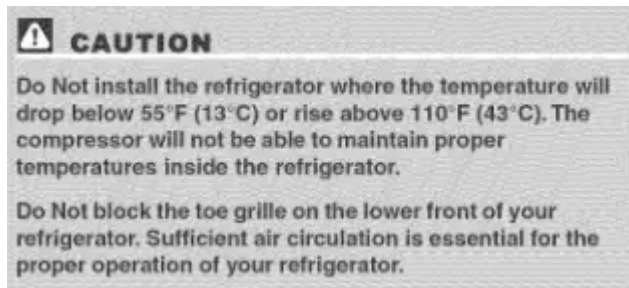 CAUTION
Do Not install the refrigerator where the temperature will
drop below 55°F (13°C) or rise above 110°F (43°C). The
compressor will not be able to maintain proper
temperatures inside the refrigerator.
Do Not block the toe grille on the lower front of your
refrigerator. Sufficient air circulation is essential for the
proper operation of your refrigerator.